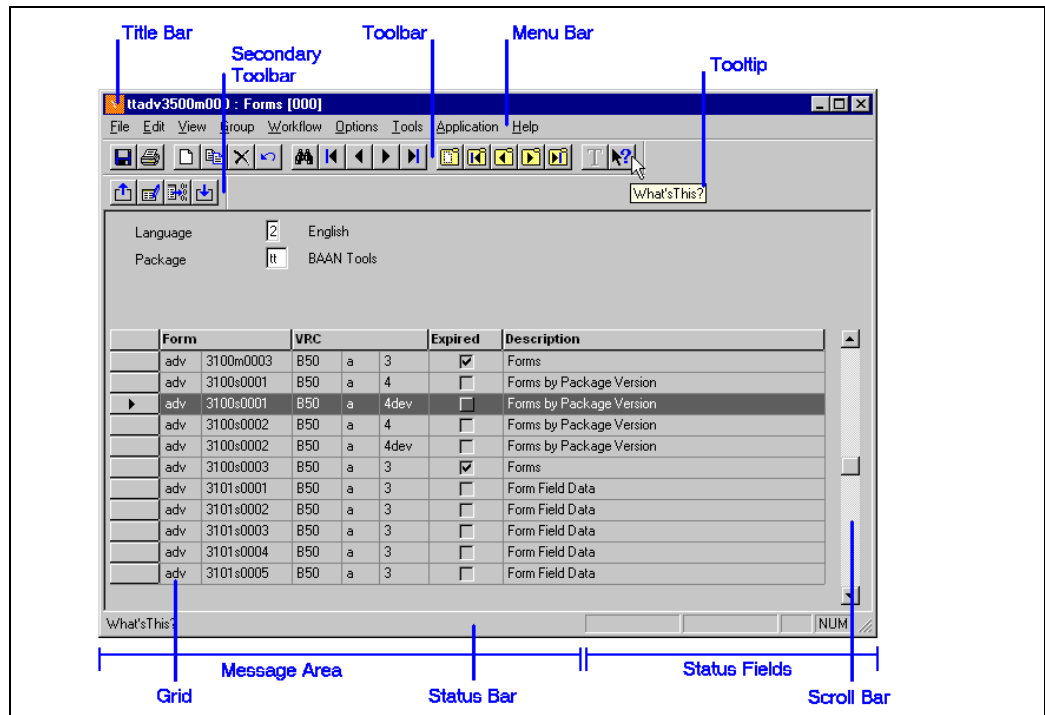 Title Bar
Toolbar
Menu Bar
Secondary
Toolbar
Tooltip
ttadv3500m000 : Forms [000]
File Edit View Group Workflow Options Tools Application Help
What'sThis?
Language 2 English
Package tt BAAN Tools
Form VRC Expired Description
adv 3100m0003 B50 a 3 Forms
adv 3100s0001 B50 a 4 Forms by Package Version
adv 3100s0001 B50 a 4dev Forms by Package Version
adv 3100s0002 B50 a 4 Forms by Package Version
adv 3100s0002 B50 a 4dev Forms by Package Version
adv 3100s0003 B50 a 3 Forms
adv 3101s0001 B50 a 3 Form Field Data
adv 3101s0002 B50 a 3 Form Field Data
adv 3101s0003 B50 a 3 Form Field Data
adv 3101s0004 B50 a 3 Form Field Data
adv 3101s0005 B50 a 3 Form Field Data
What'sThis? NUM
Message Area
Status Fields
Grid
Status Bar
Scroll Bar